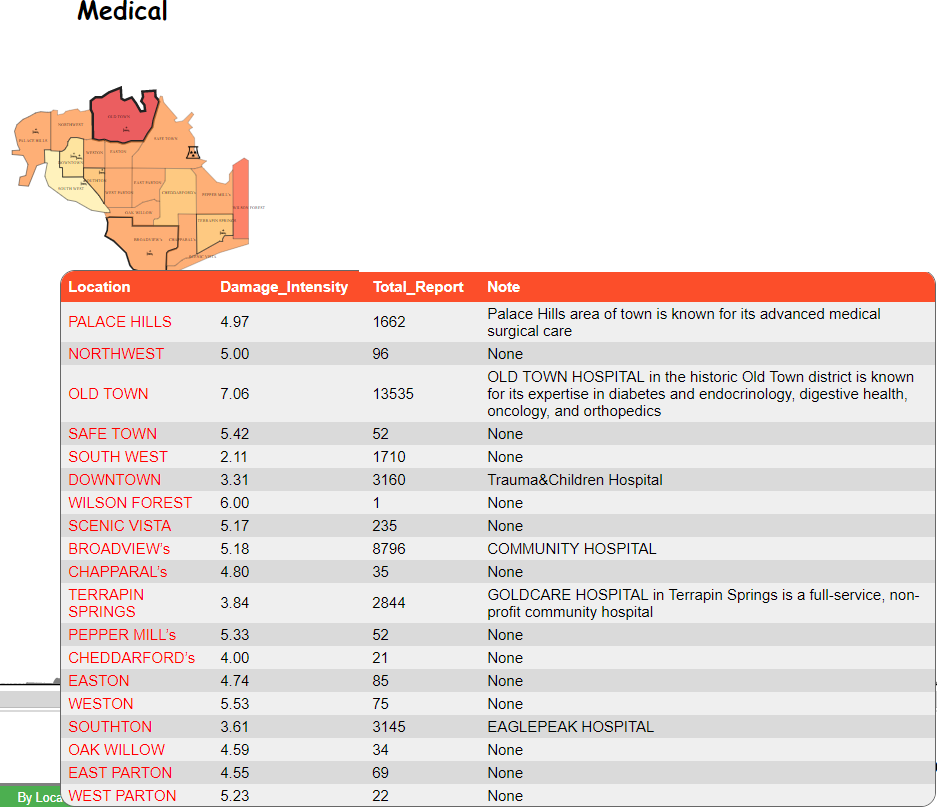 Medical
OLD TOWN
NORTHWEST
PALACE HILLS
SAFE TOWN
WESTON
EASTON
DOWNTOWN
SOUTH WEST
EAST PARTON
WEST PARTON
CHEDDARFORD's
PEPPER MILL's
OAK WILLOW
TERRAPIN SPRINGS
BROADVIEW's
CHAPPARAL's
SCENIC VISTA
Location Damage_Intensity Total_Report Note
PALACE HILLS 4.97 1662 Palace Hills area of town is known for its advanced medical
surgical care
NORTHWEST 5.00 96 None
OLD TOWN 7.06 13535 OLD TOWN HOSPITAL in the historic Old Town district is known
for its expertise in diabetes and endocrinology, digestive health,
oncology, and orthopedics
SAFE TOWN 5.42 52 None
SOUTH WEST 2.11 1710 None
DOWNTOWN 3.31 3160 Trauma&Children Hospital
WILSON FOREST 6.00 1 None
SCENIC VISTA 5.17 235 None
BROADVIEW's 5.18 8796 COMMUNITY HOSPITAL
CHAPPARAL's 4.80 35 None
TERRAPIN
SPRINGS 3.84 2844 GOLDCARE HOSPITAL in Terrapin Springs is a full-service, non-
profit community hospital
PEPPER MILL's 5.33 52 None
CHEDDARFORD's 4.00 21 None
EASTON 4.74 85 None
WESTON 5.53 75 None
SOUTHTON 3.61 3145 EAGLEPEAK HOSPITAL
OAK WILLOW 4.59 34 None
EAST PARTON 4.55 69 None
By Loca WEST PARTON 5.23 22 None